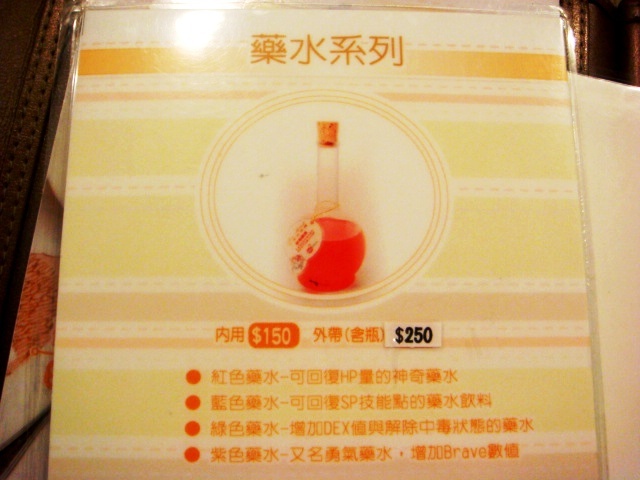 藥水系列
內用 $150 外帶(含瓶) $250
紅色藥水-可回復HP量的神奇藥水
藍色藥水-可回復SP技能點的藥水飲料
綠色藥水-增加DEX值與解除中毒狀態的藥水
紫色藥水-又名勇氣藥水，增加Brave數值